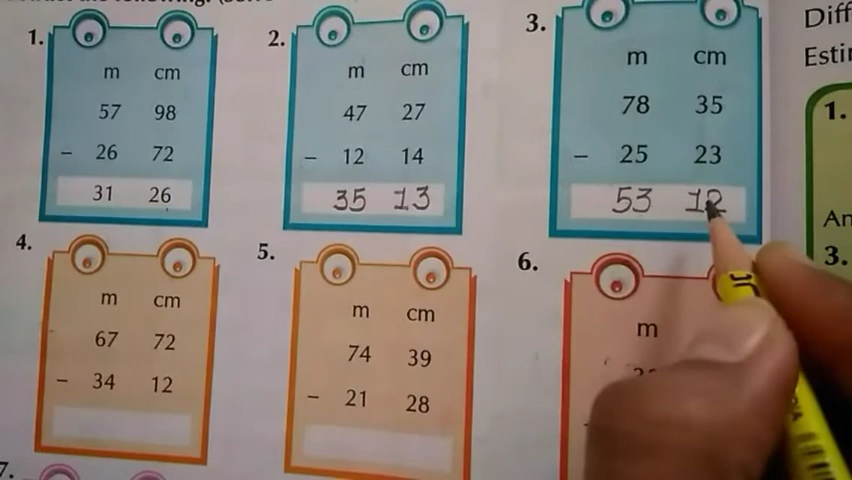 1.
m cm
57 98
– 26 72
31 26
2.
m cm
47 27
– 12 14
35 13
3.
m cm
78 35
– 25 23
53 12
4.
m cm
67 72
– 34 12
5.
m cm
74 39
– 21 28
6.
m
7.
Diff
Esti
1.
An
3.